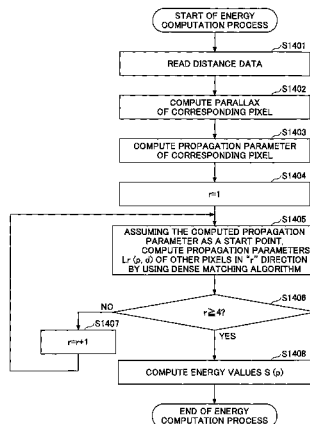 START OF ENERGY
COMPUTATION PROCESS
S1401
READ DISTANCE DATA
S1402
COMPUTE PARALLAX
OF CORRESPONDING PIXEL
S1403
COMPUTE PROPAGATION PARAMETER
OF CORRESPONDING PIXEL
S1404
r=1
S1405
ASSUMING THE COMPUTED PROPAGATION
PARAMETER AS A START POINT,
COMPUTE PROPAGATION PARAMETERS
Lr (p, d) OF OTHER PIXELS IN "r" DIRECTION
BY USING DENSE MATCHING ALGORITHM
S1406
r≧4?
NO
S1407
r=r+1
YES
S1408
COMPUTE ENERGY VALUES S (p)
END OF ENERGY
COMPUTATION PROCESS